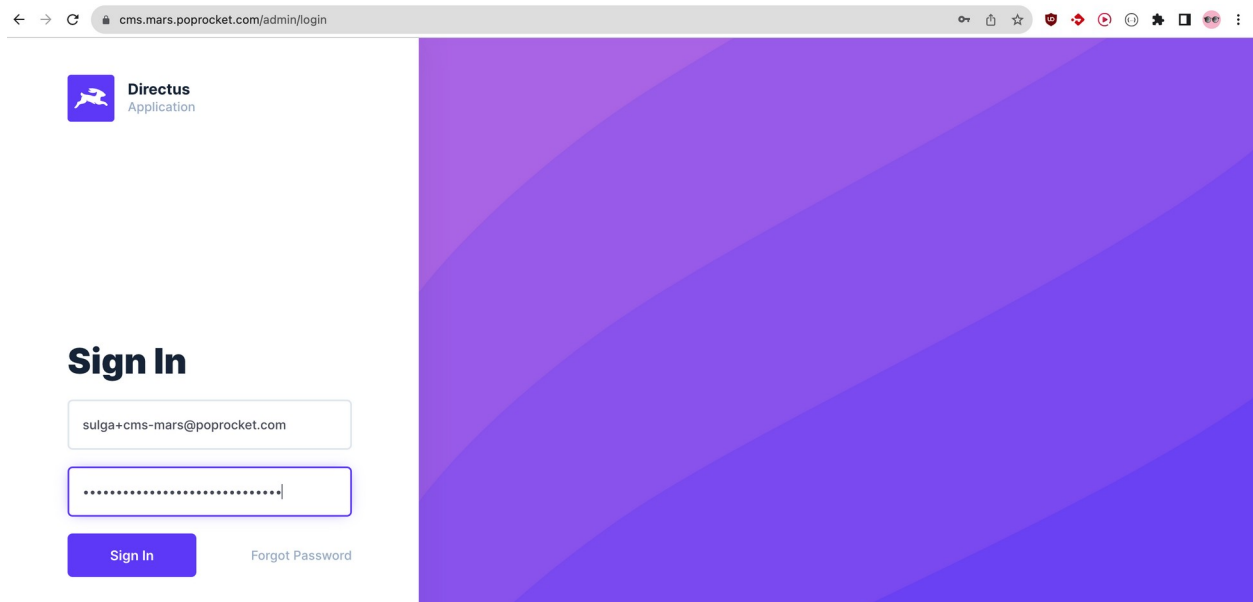 cms.mars.poprocket.com/admin/login
Directus
Application
Sign In
sulga+cms-mars@poprocket.com
••••••••••••••••••••••••••••••
Sign In
Forgot Password